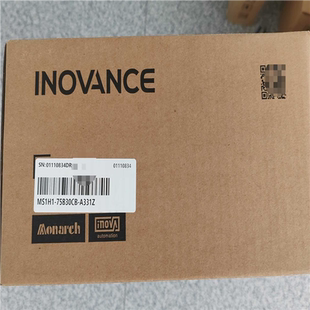 INOVANCE
SN:01110834DR
01110834
MS1H1-75B30CB-A331Z
Monarch
inova
automation